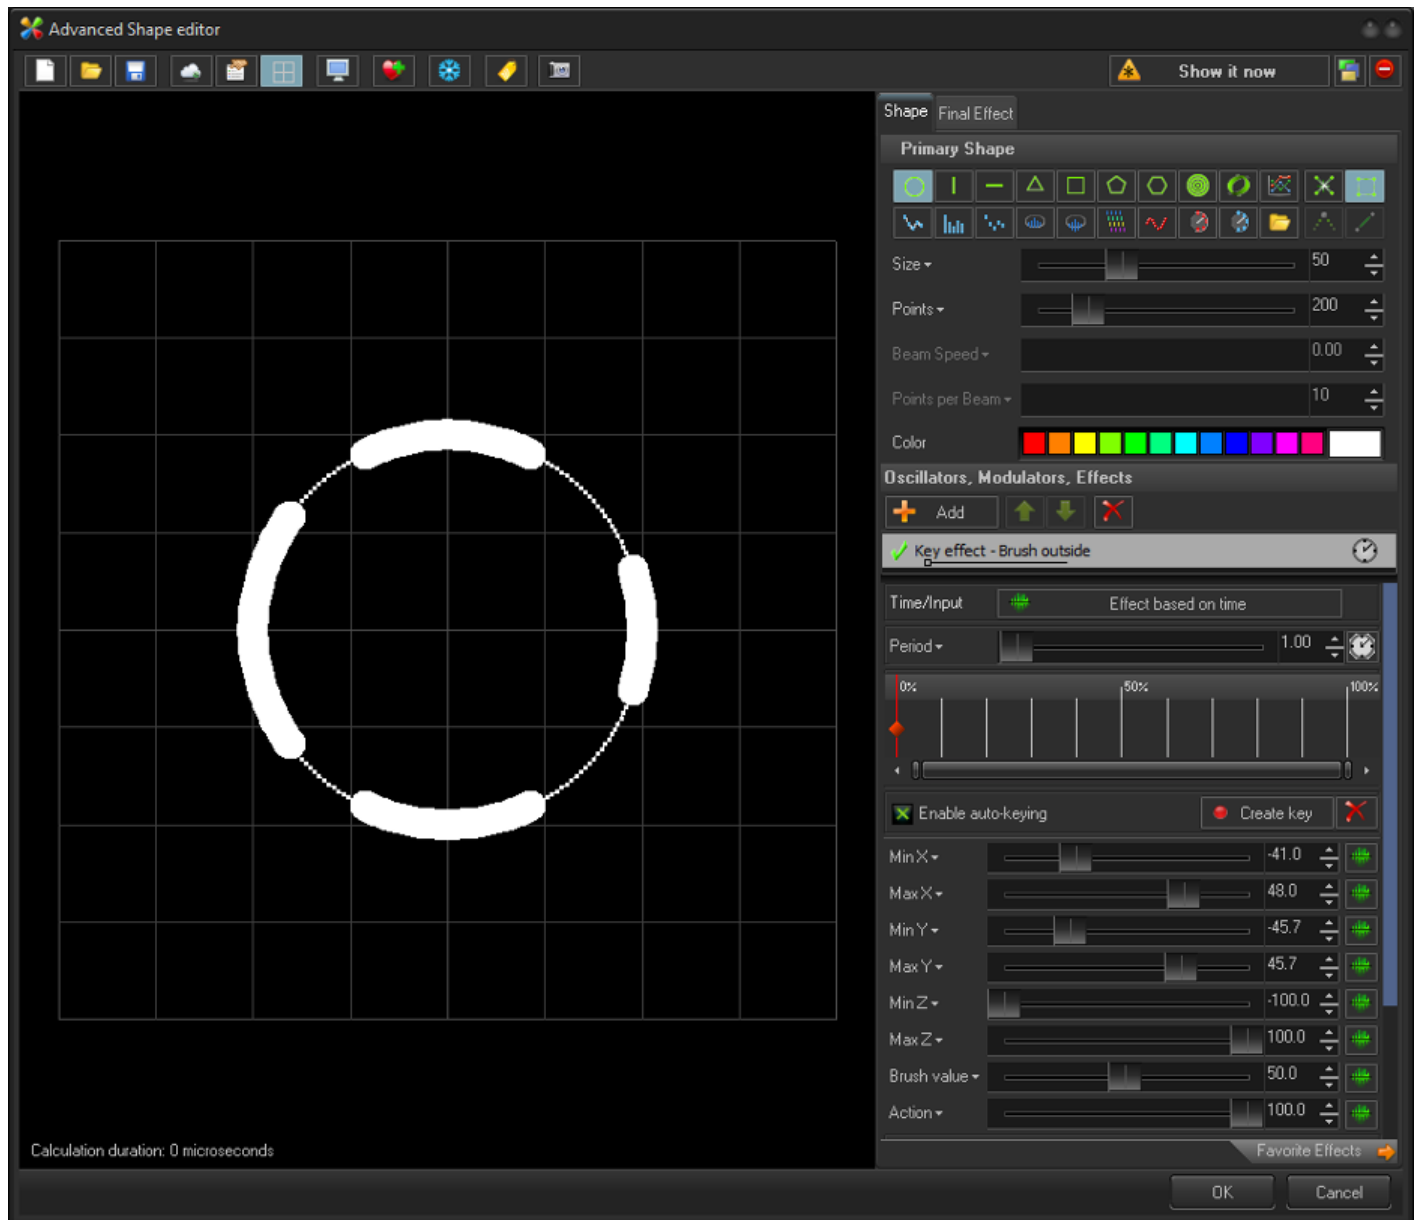 Advanced Shape editor
Show it now
Shape Final Effect
Primary Shape
Size 50
Points 200
Beam Speed 0.00
Points per Beam 10
Color
Oscillators, Modulators, Effects
Add
Key effect - Brush outside
Time/Input Effect based on time
Period 1.00
0% 50% 100%
Enable auto-keying Create key
Min X -41.0
Max X 48.0
Min Y -45.7
Max Y 45.7
Min Z -100.0
Max Z 100.0
Brush value 50.0
Action 100.0
Calculation duration: 0 microseconds
Favorite Effects
OK Cancel